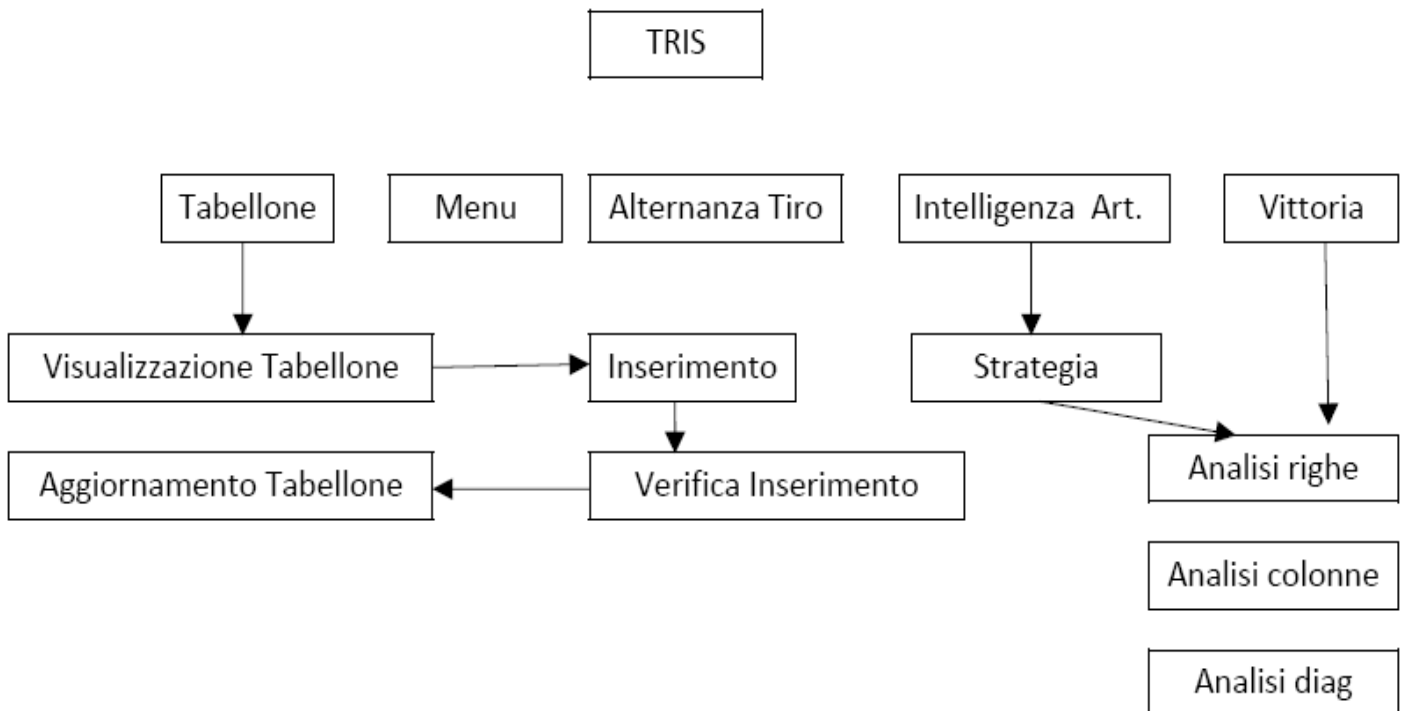 TRIS
Tabellone
Menu
Alternanza Tiro
Intelligenza Art.
Vittoria
Visualizzazione Tabellone
Inserimento
Strategia
Aggiornamento Tabellone
Verifica Inserimento
Analisi righe
Analisi colonne
Analisi diag